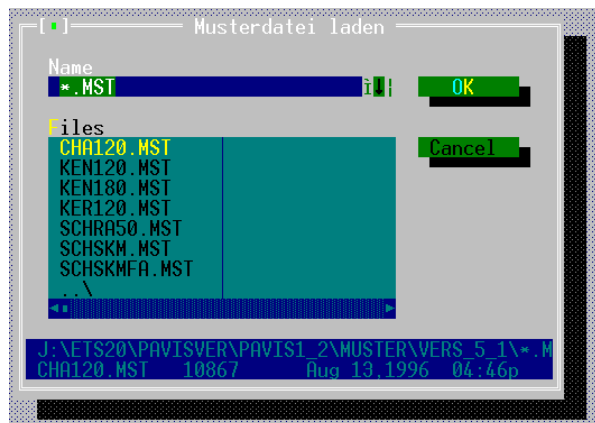 Musterdatei laden
Name
*.MST
OK
Files
CHA120.MST
KEN120.MST
KEN180.MST
KER120.MST
SCHRA50.MST
SCHSKM.MST
SCHSKMFA.MST
..\
Cancel
J:\ETS20\PAVISVER\PAVIS1_2\MUSTER\VERS_5_1\*.M
CHA120.MST 10867 Aug 13,1996 04:46p